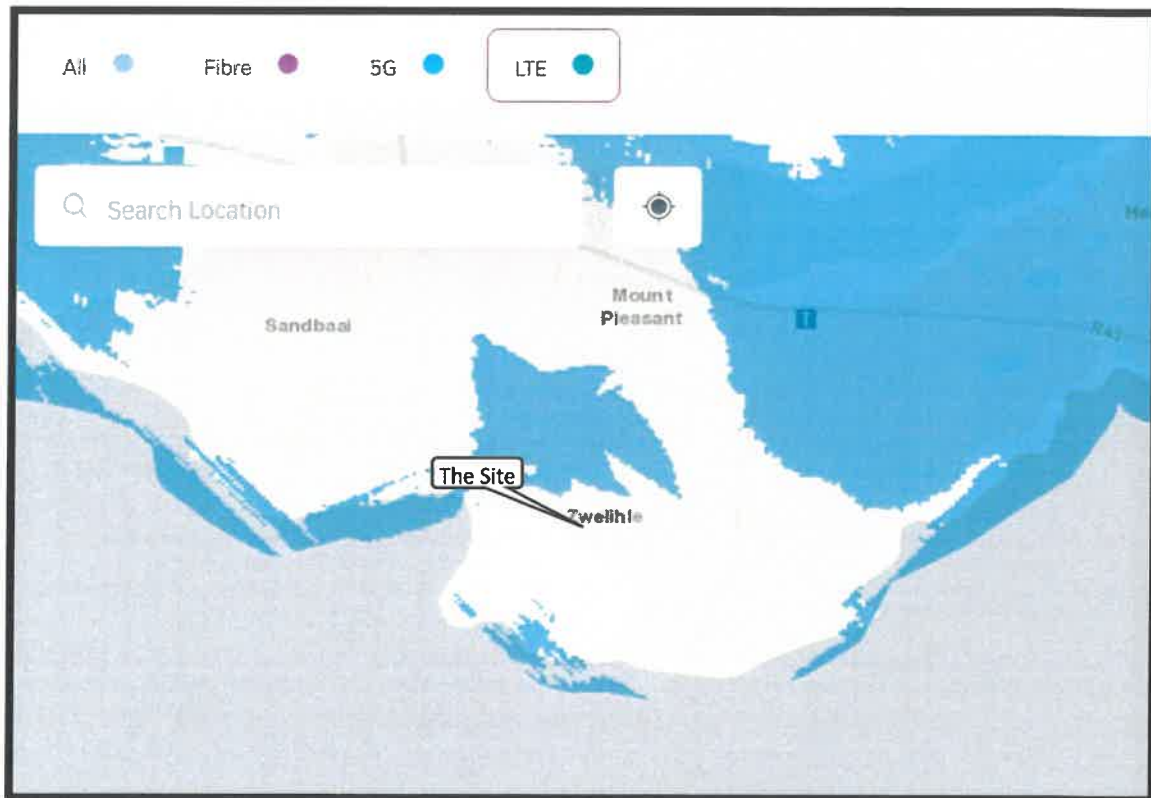 All
Fibre
5G
LTE
Search Location
Mount
Pleasant
Sandbaai
T
The Site
Zwelihle